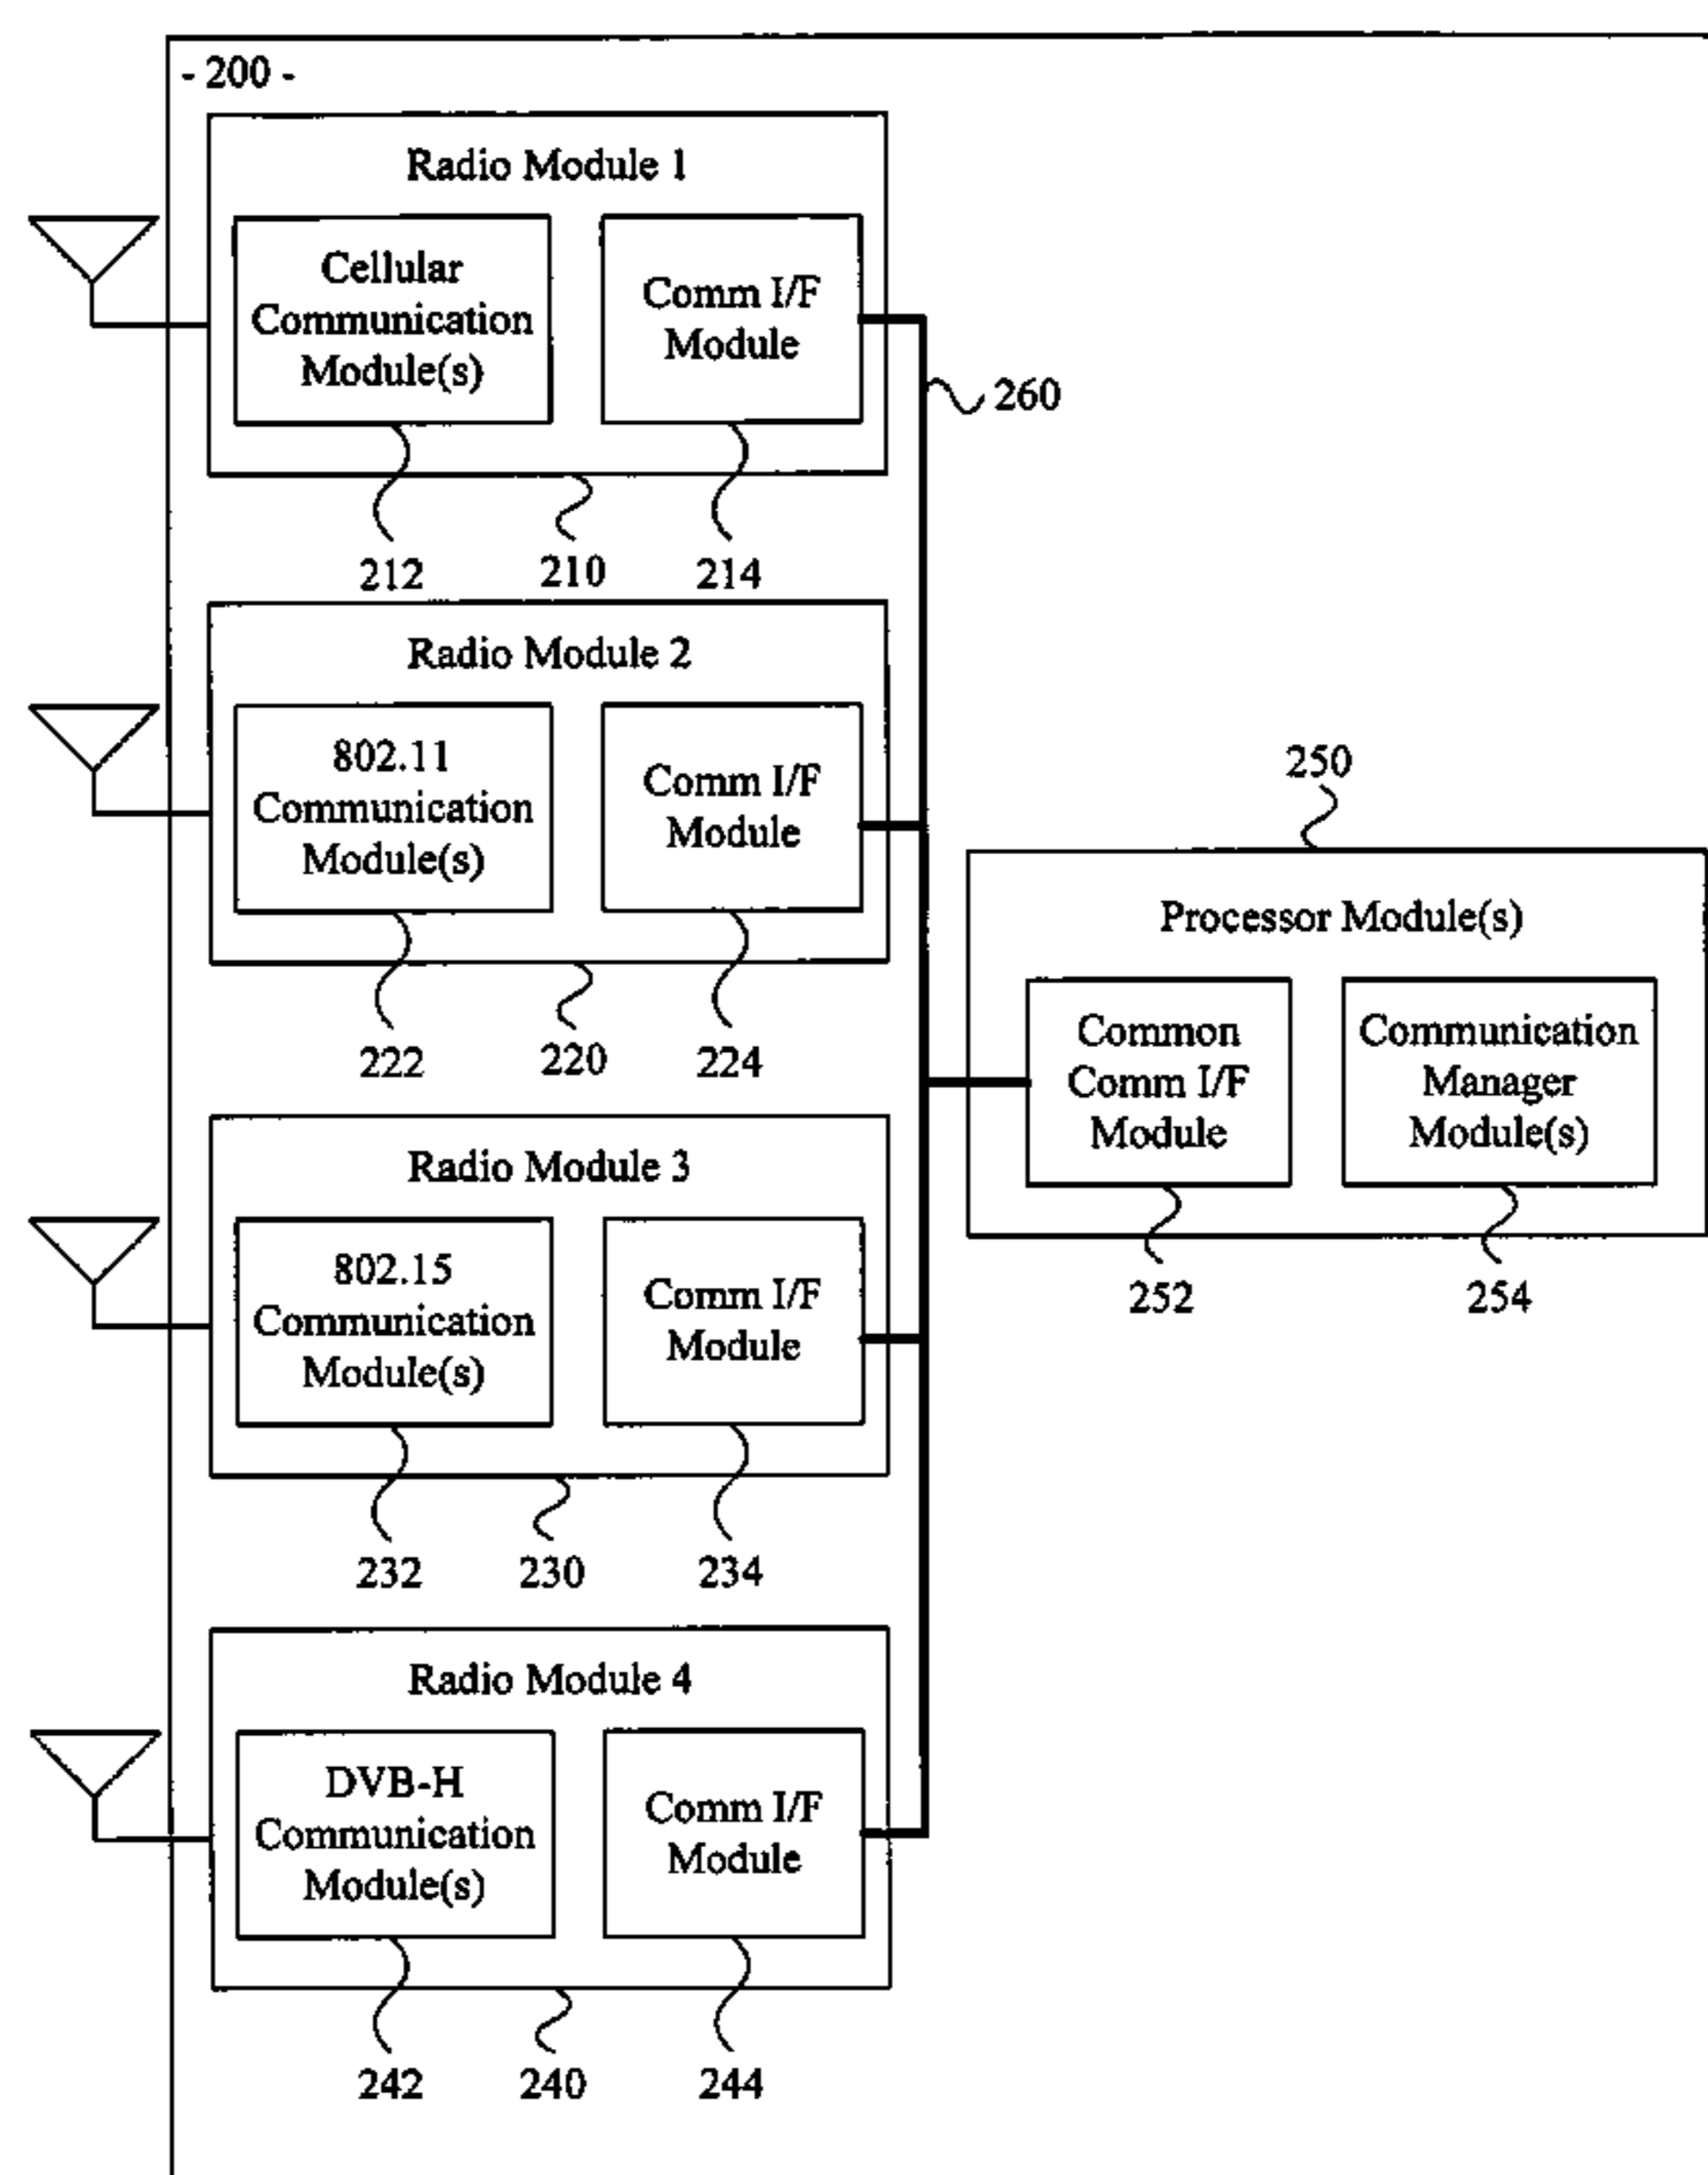 - 200 -
Radio Module 1
Cellular
Communication
Module(s)
Comm I/F
Module
260
212
210
214
Radio Module 2
802.11
Communication
Module(s)
Comm I/F
Module
222
220
224
250
Processor Module(s)
Common
Comm I/F
Module
Communication
Manager
Module(s)
252
254
Radio Module 3
802.15
Communication
Module(s)
Comm I/F
Module
232
230
234
Radio Module 4
DVB-H
Communication
Module(s)
Comm I/F
Module
242
240
244